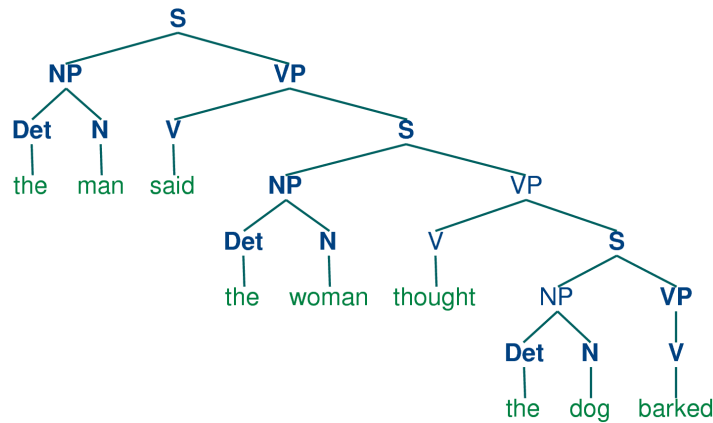 S
NP VP
Det N V S
the man said NP VP
Det N V S
the woman thought NP VP
Det N V
the dog barked